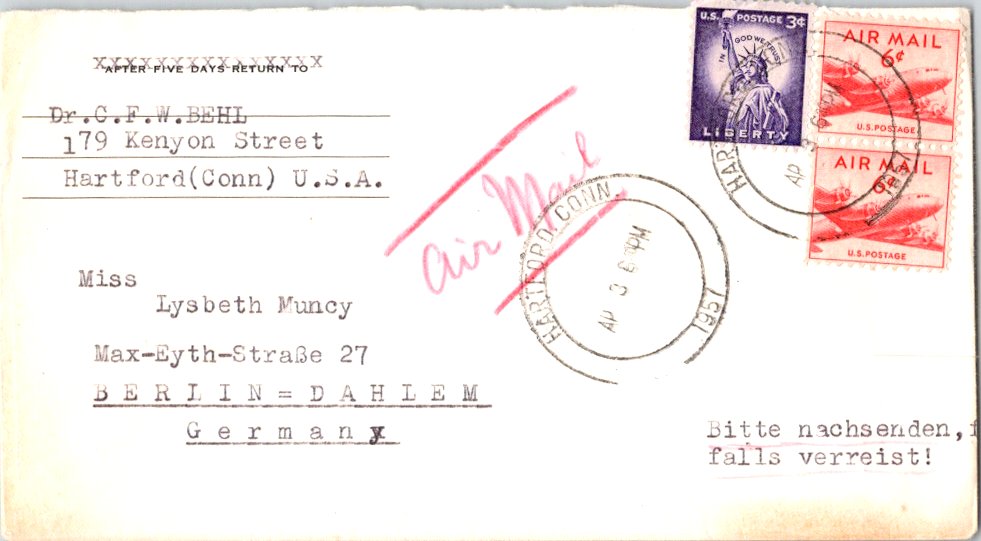 XXXXXXXXXXXXXXXX
AFTER FIVE DAYS RETURN TO
Dr.C.F.W.BEHL
179 Kenyon Street
Hartford(Conn) U.S.A.
U.S. POSTAGE 3¢
IN GOD WE TRUST
LIBERTY
AIR MAIL
6¢
U.S. POSTAGE
AIR MAIL
6¢
U.S. POSTAGE
HARTFORD CONN.
AP 3 6 PM
1957
Air Mail
Miss
Lysbeth Muncy
Max-Eyth-Straße 27
BERLIN=DAHLEM
Germany
Bitte nachsenden,
falls verreist!